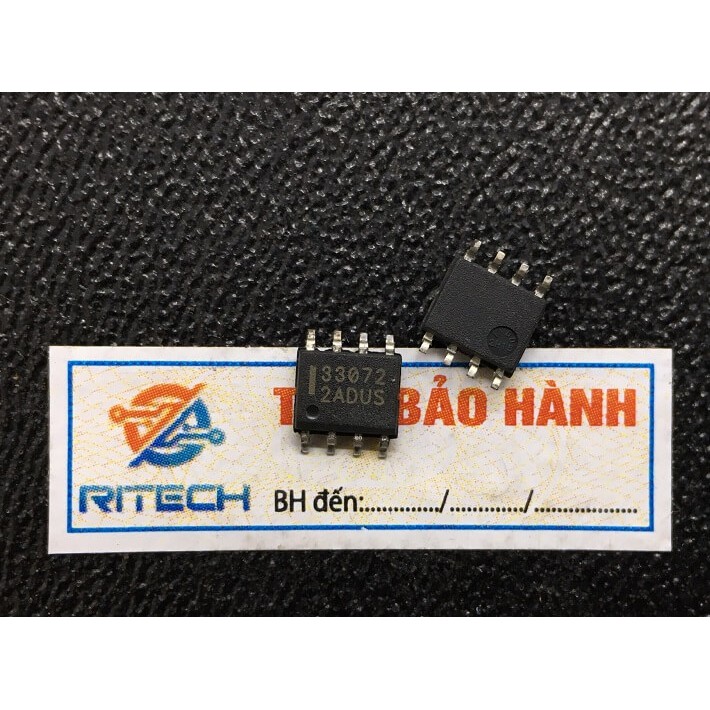 33072
2ADUS
BẢO HÀNH
RITECH
BH đến:............./............./..................